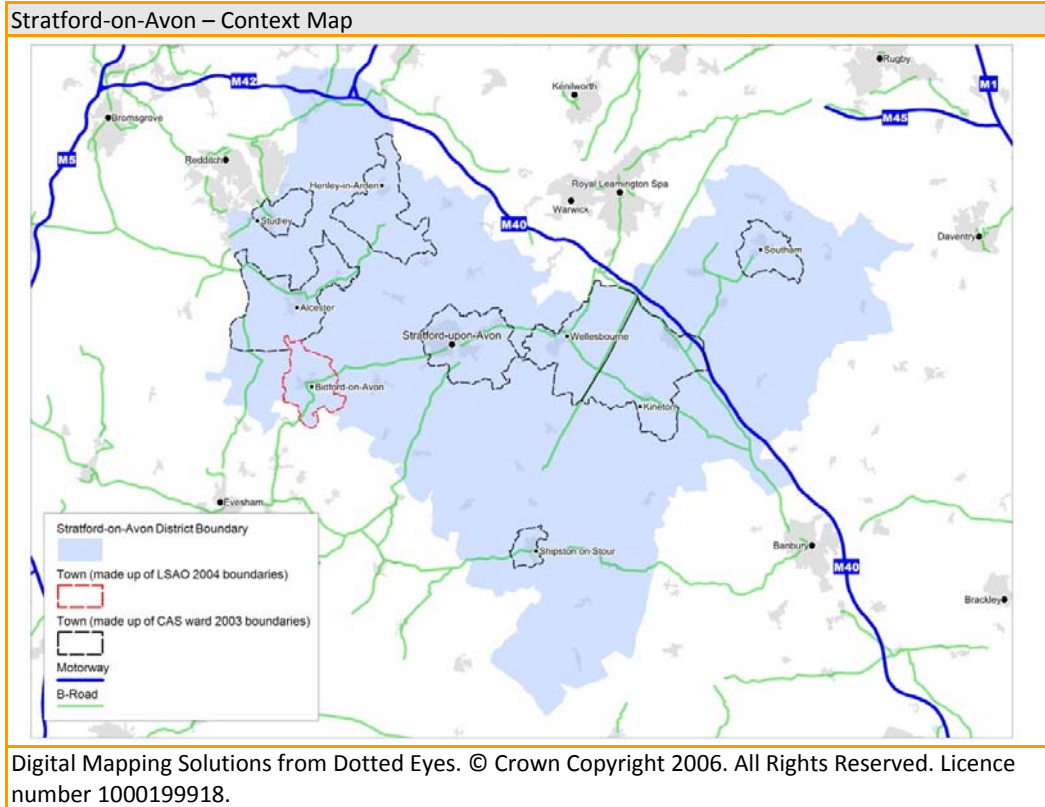 Stratford-on-Avon – Context Map
Rugby
M42
Kenilworth
M1
Bromsgrove
M45
M5
Redditch
Henley-in-Arden
Royal Leamington Spa
Warwick
Studley
M40
Daventry
Southam
Alcester
Stratford-upon-Avon
Wellesbourne
Bidford-on-Avon
Kineton
Evesham
Stratford-on-Avon District Boundary
Town (made up of LSAO 2004 boundaries)
Town (made up of CAS ward 2003 boundaries)
Motorway
B-Road
Shipston on Stour
Banbury
M40
Brackley
Digital Mapping Solutions from Dotted Eyes. © Crown Copyright 2006. All Rights Reserved. Licence
number 1000199918.